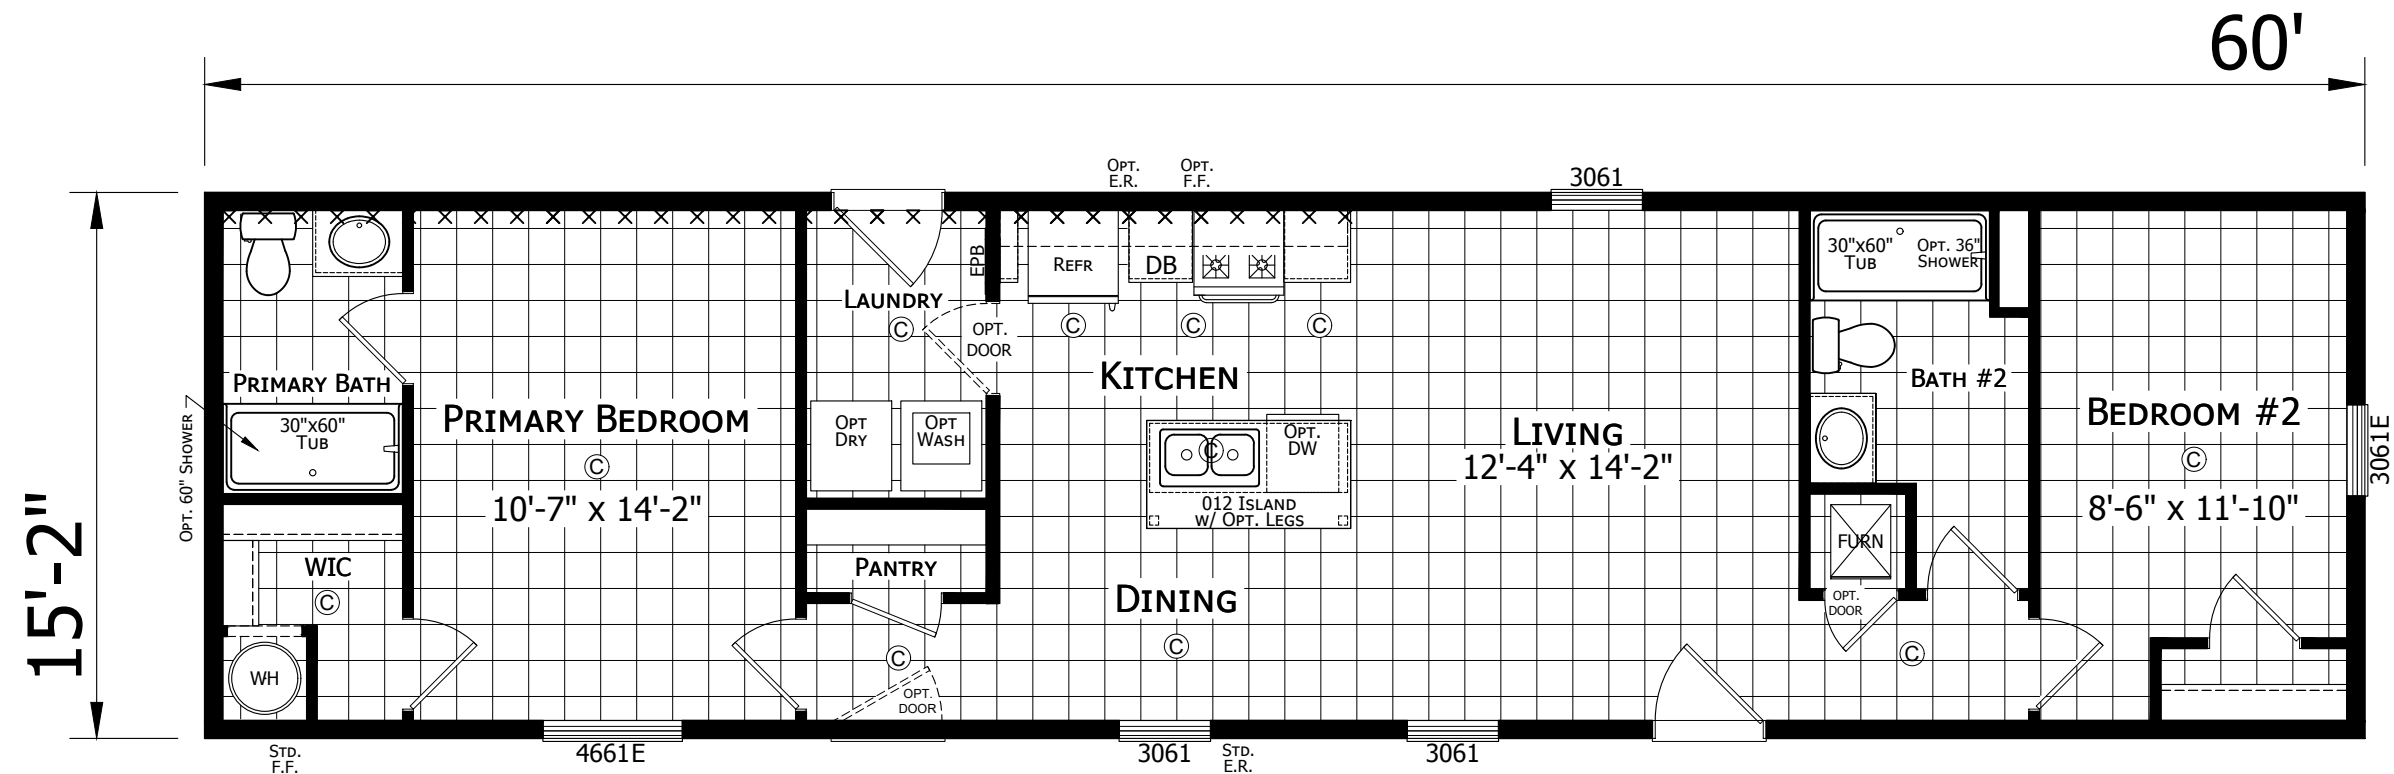 60'
15'-2"
OPT.
E.R.
OPT.
F.F.
3061
PRIMARY BATH
30"x60"
TUB
OPT. 60" SHOWER
WIC
C
WH
STD.
F.F.
PRIMARY BEDROOM
C
10'-7" x 14'-2"
4661E
LAUNDRY
C
EPB
OPT.
DOOR
OPT
DRY
OPT
WASH
PANTRY
C
OPT.
DOOR
REFR
DB
C
C
C
KITCHEN
C
OPT.
DW
012 ISLAND
W/ OPT. LEGS
DINING
C
3061
STD.
E.R.
LIVING
12'-4" x 14'-2"
3061
30"x60"
TUB
OPT. 36"
SHOWER
BATH #2
FURN
OPT.
DOOR
C
BEDROOM #2
C
8'-6" x 11'-10"
3061E